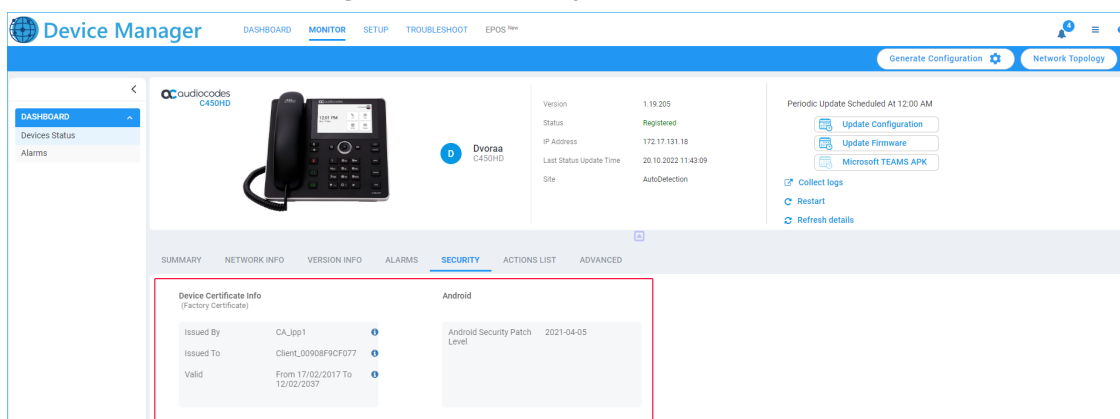 Device Manager
DASHBOARD MONITOR SETUP TROUBLESHOOT EPOS New
4
Generate Configuration Network Topology
DASHBOARD
Devices Status
Alarms
audiocodes
C450HD
D Dvoraa
C450HD
Version 1.19.205
Status Registered
IP Address 172.17.131.18
Last Status Update Time 20.10.2022 11:43:09
Site AutoDetection
Periodic Update Scheduled At 12:00 AM
Update Configuration
Update Firmware
Microsoft TEAMS APK
Collect logs
Restart
Refresh details
SUMMARY NETWORK INFO VERSION INFO ALARMS SECURITY ACTIONS LIST ADVANCED
Device Certificate Info
(Factory Certificate)
Issued By CA_ipp1
Issued To Client_00908F9CF077
Valid From 17/02/2017 To
12/02/2037
Android
Android Security Patch 2021-04-05
Level